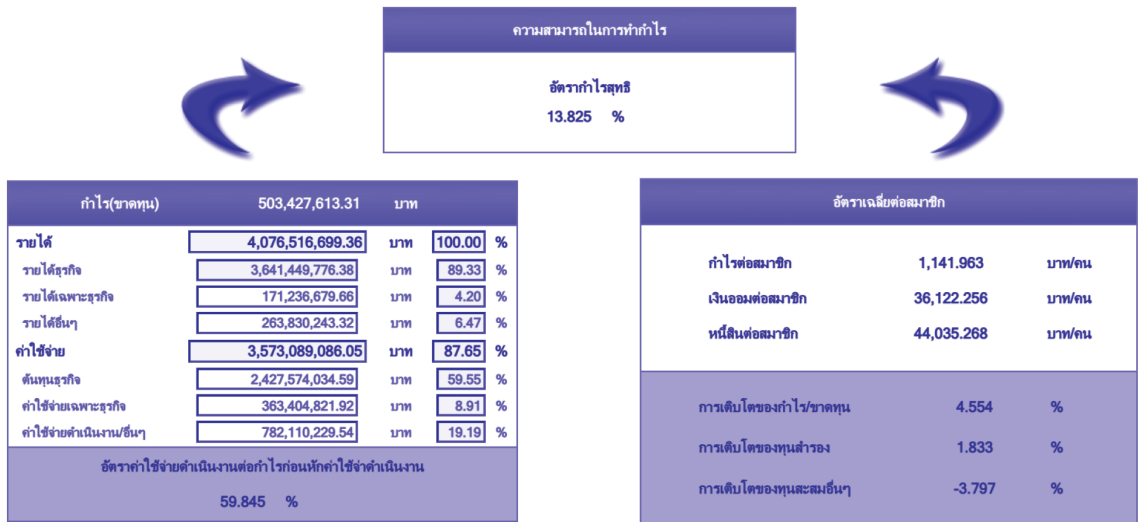 ความสามารถในการทำกำไร
อัตรากำไรสุทธิ
13.825 %
กำไร(ขาดทุน) 503,427,613.31 บาท
รายได้ 4,076,516,699.36 บาท 100.00 %
รายได้ธุรกิจ 3,641,449,776.38 บาท 89.33 %
รายได้เฉพาะธุรกิจ 171,236,679.66 บาท 4.20 %
รายได้อื่นๆ 263,830,243.32 บาท 6.47 %
ค่าใช้จ่าย 3,573,089,086.05 บาท 87.65 %
ต้นทุนธุรกิจ 2,427,574,034.59 บาท 59.55 %
ค่าใช้จ่ายเฉพาะธุรกิจ 363,404,821.92 บาท 8.91 %
ค่าใช้จ่ายดำเนินงาน/อื่นๆ 782,110,229.54 บาท 19.19 %
อัตราค่าใช้จ่ายดำเนินงานต่อกำไรก่อนหักค่าใช้จ่าดำเนินงาน
59.845 %
อัตราเฉลี่ยต่อสมาชิก
กำไรต่อสมาชิก 1,141.963 บาท/คน
เงินออมต่อสมาชิก 36,122.256 บาท/คน
หนี้สินต่อสมาชิก 44,035.268 บาท/คน
การเติบโตของกำไร/ขาดทุน 4.554 %
การเติบโตของทุนสำรอง 1.833 %
การเติบโตของทุนสะสมอื่นๆ -3.797 %